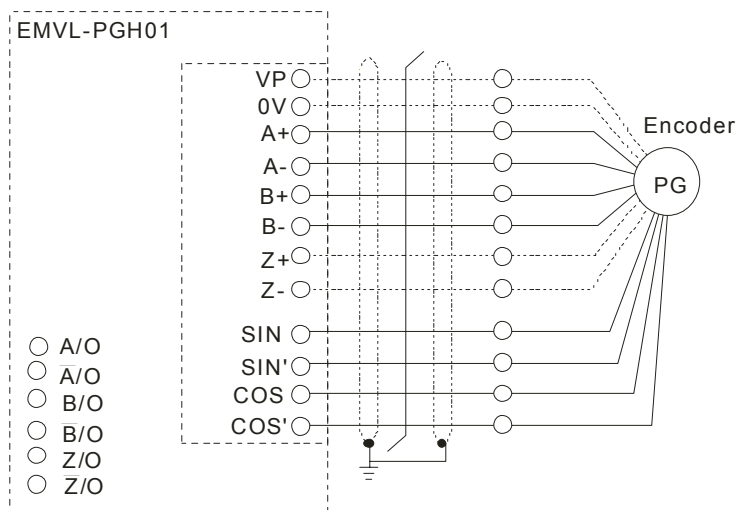 EMVL-PGH01
VP
0V
A+
A-
B+
B-
Z+
Z-
SIN
SIN'
COS
COS'
Encoder
PG
A/O
A̅/O
B/O
B̅/O
Z/O
Z̅/O